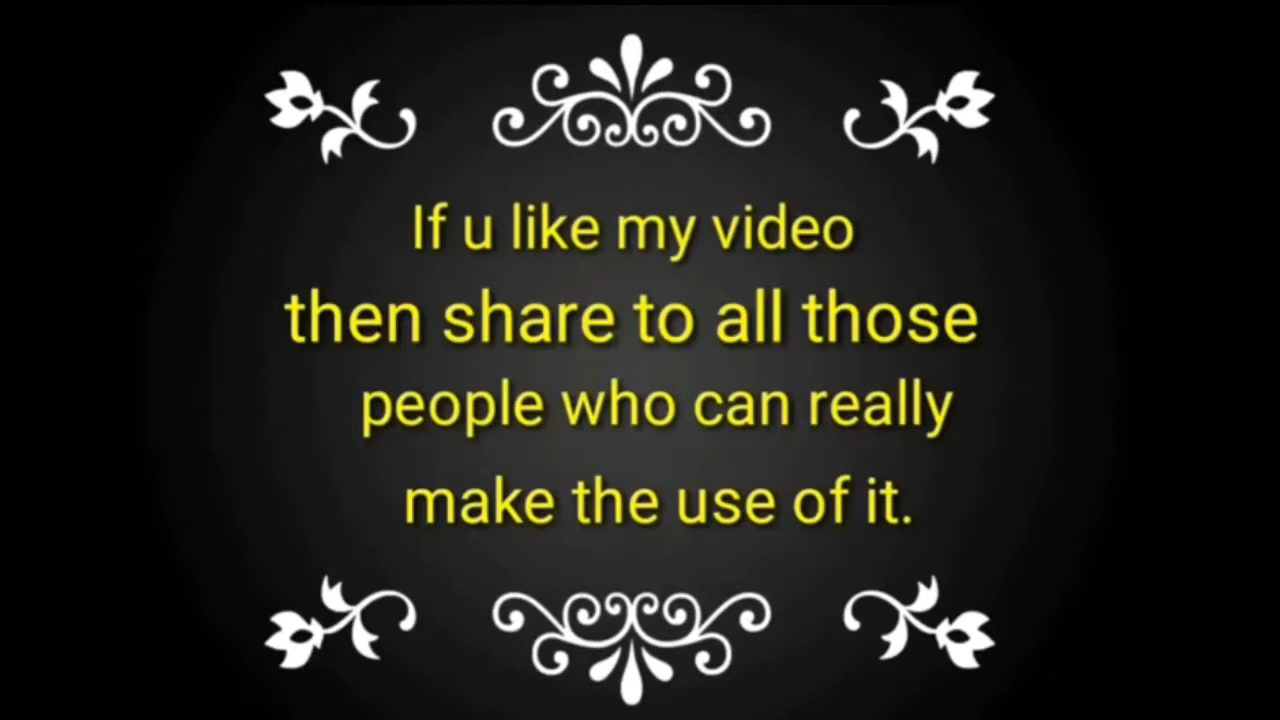 If u like my video
then share to all those
people who can really
make the use of it.